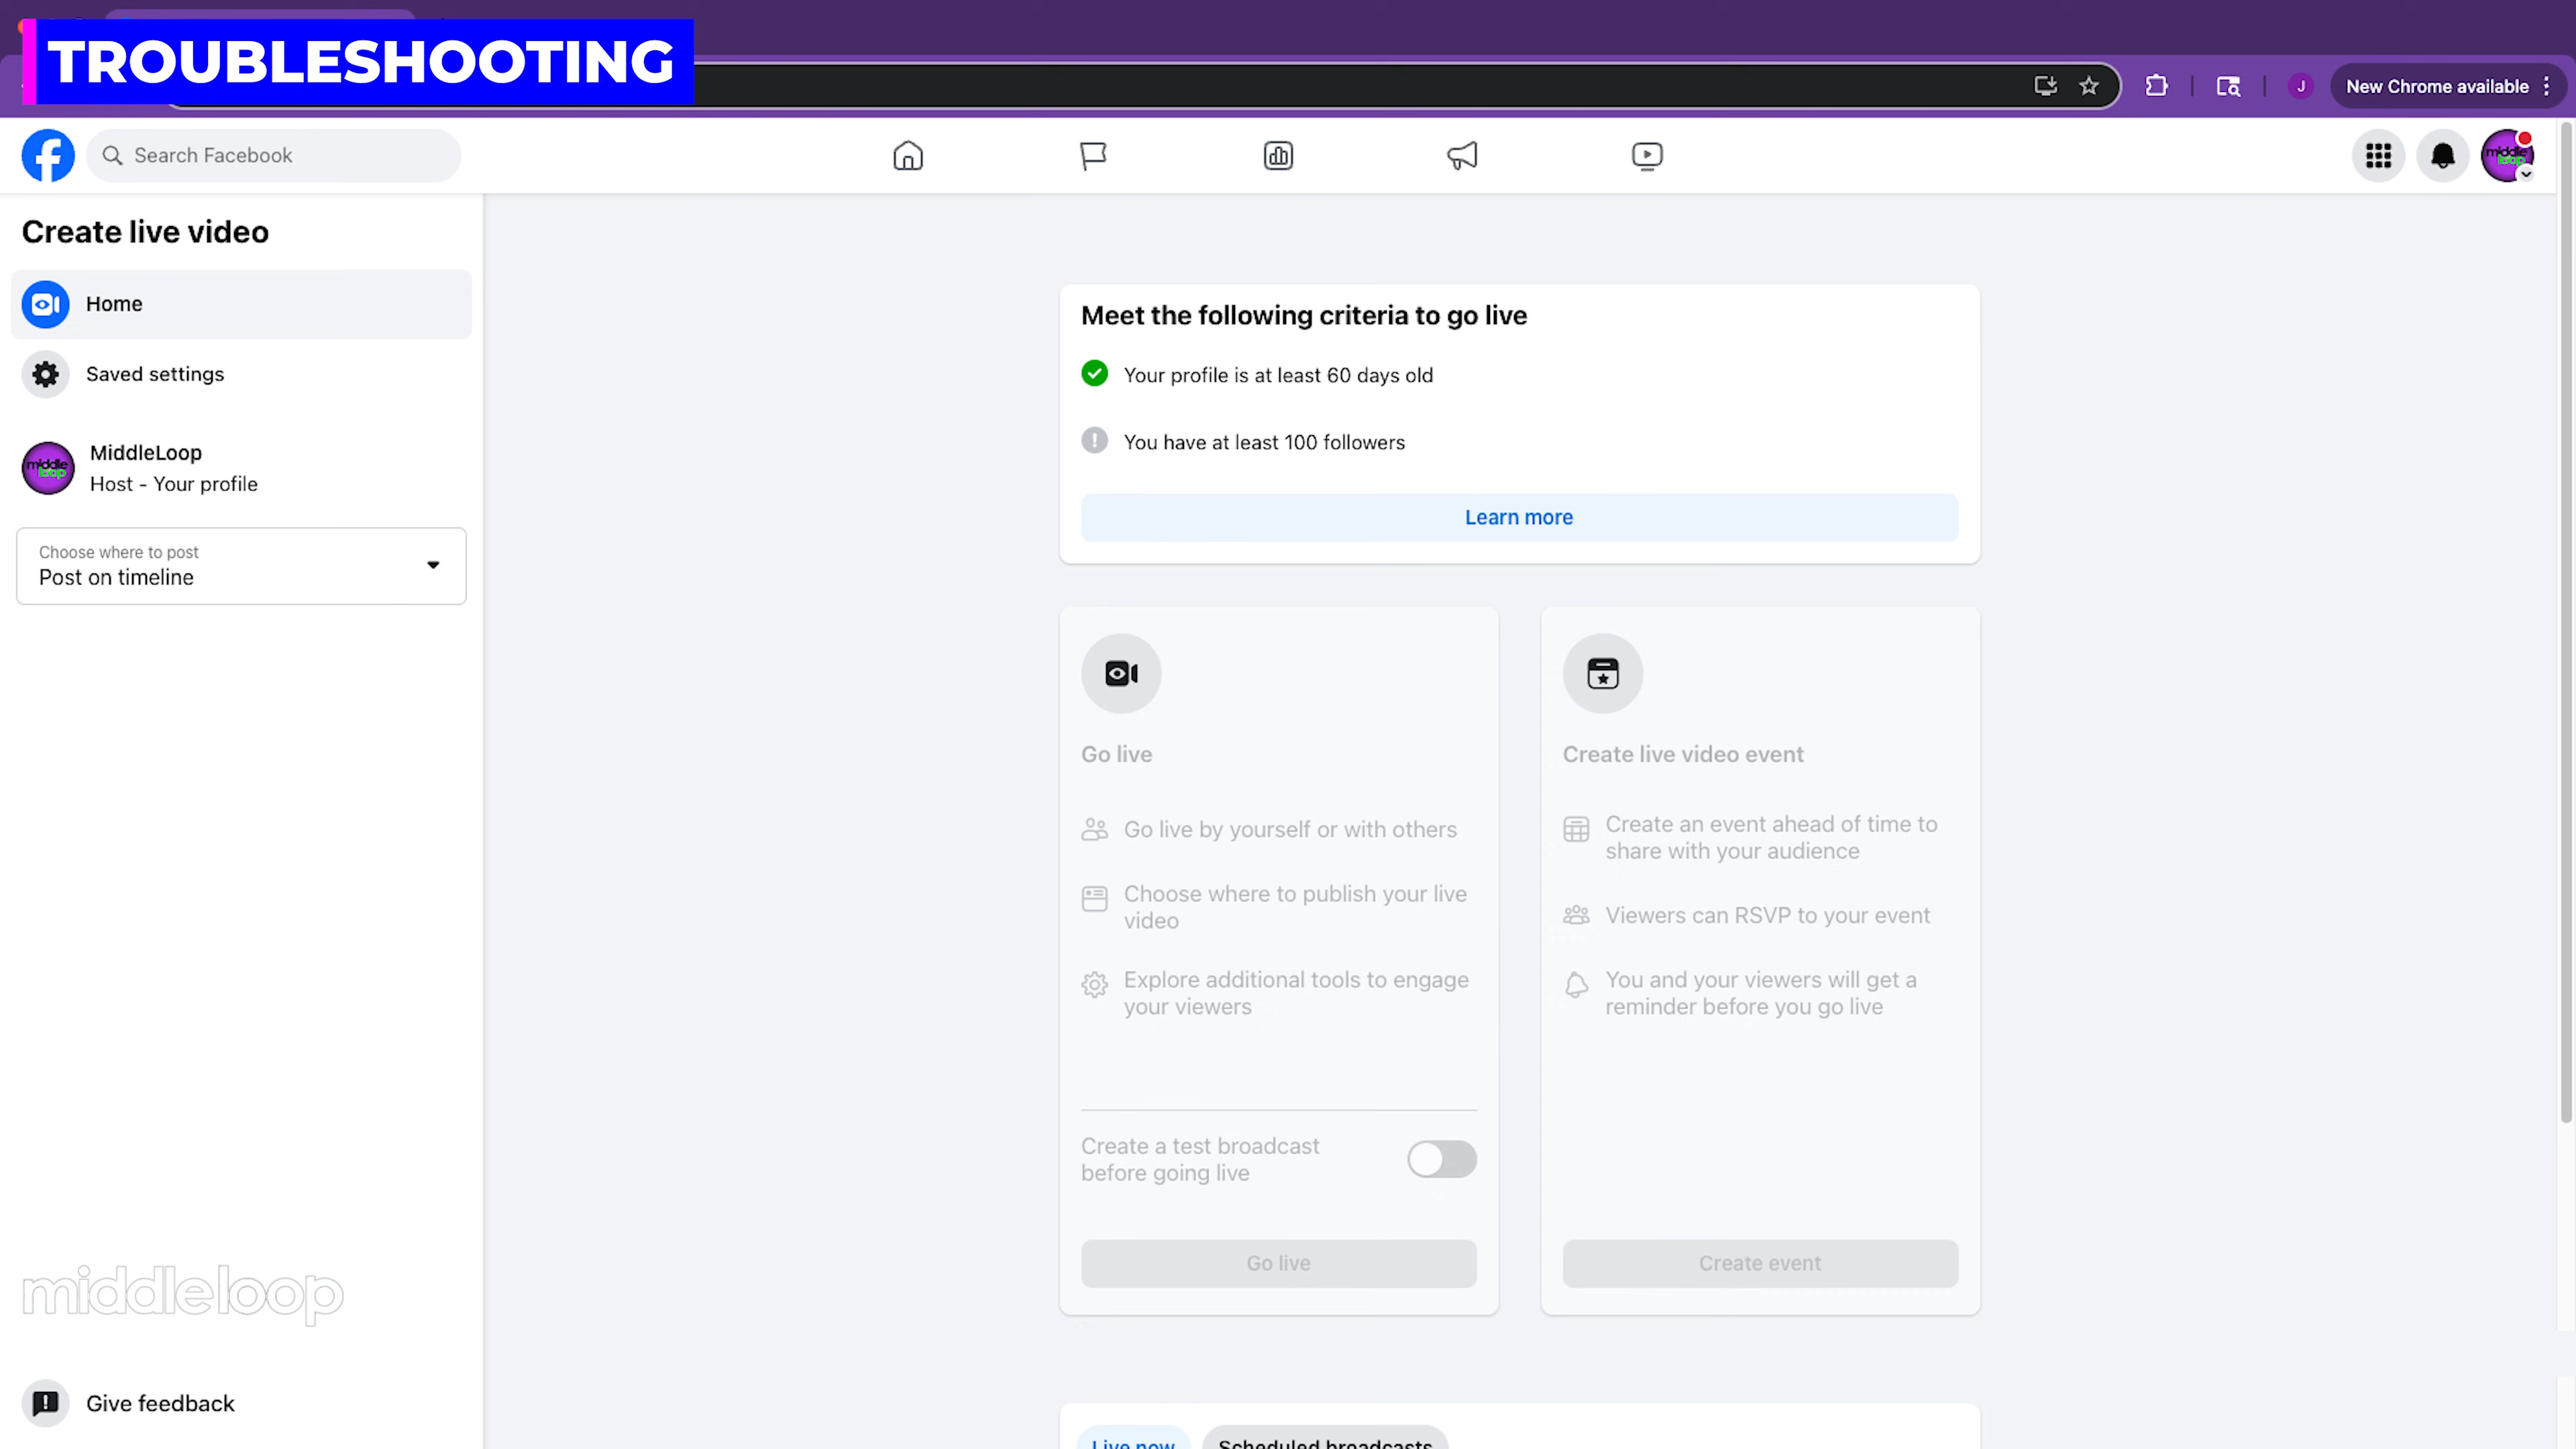 TROUBLESHOOTING
J
New Chrome available
Search Facebook
middle
loop
Create live video
Home
Saved settings
middle
loop
MiddleLoop
Host - Your profile
Choose where to post
Post on timeline
Meet the following criteria to go live
Your profile is at least 60 days old
You have at least 100 followers
Learn more
Go live
Go live by yourself or with others
Choose where to publish your live
video
Explore additional tools to engage
your viewers
Create a test broadcast
before going live
Go live
Create live video event
Create an event ahead of time to
share with your audience
Viewers can RSVP to your event
You and your viewers will get a
reminder before you go live
Create event
middleloop
Give feedback
Live now
Scheduled broadcasts